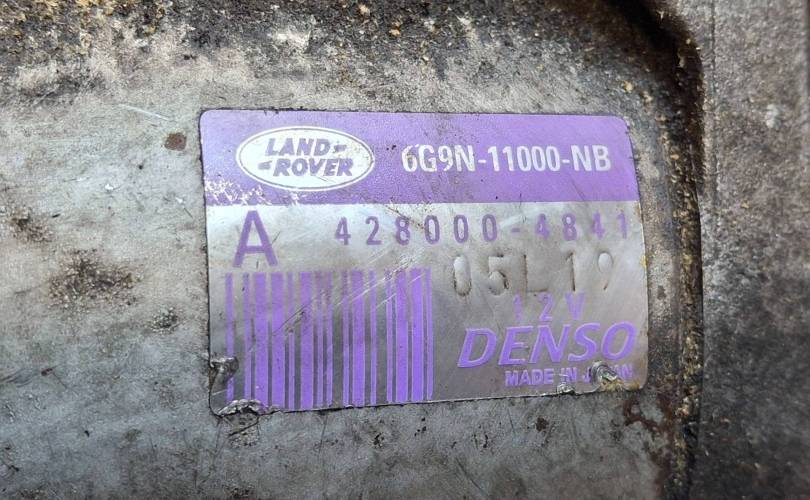 LAND ROVER
6G9N-11000-NB
A 428000-4841
05L19
12V
DENSO
MADE IN JAPAN